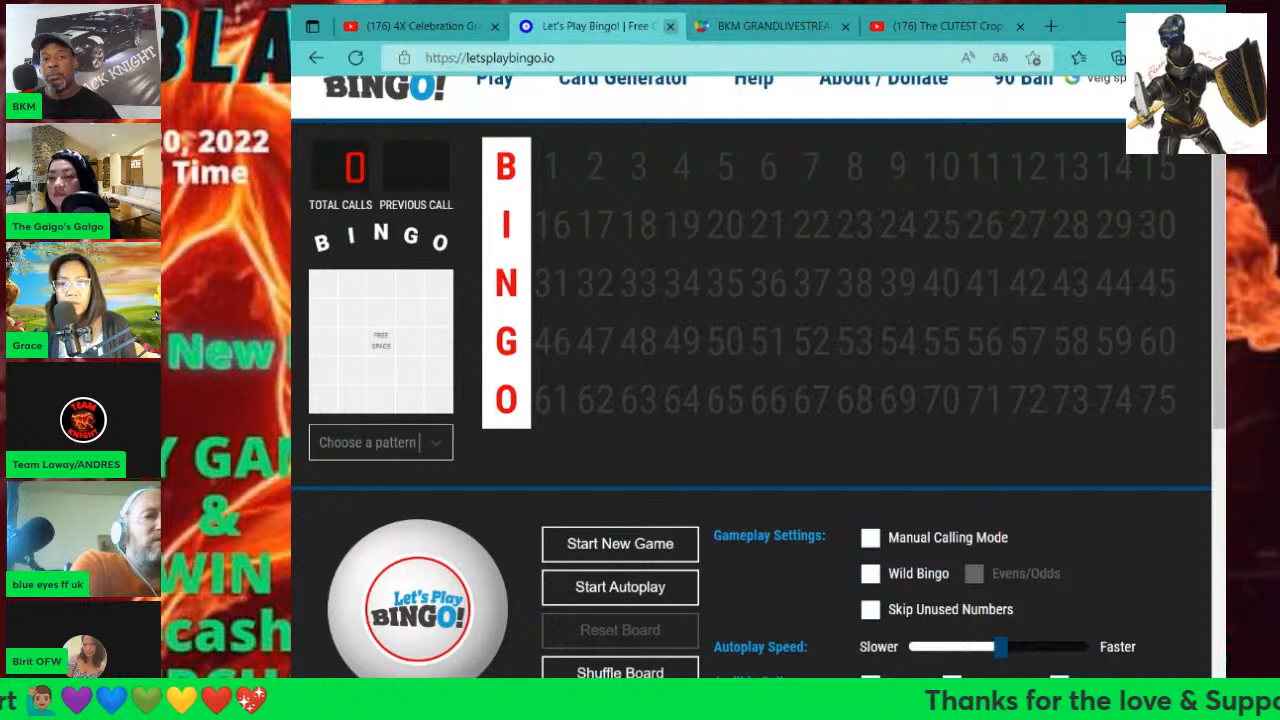 BLA
0, 2022
Time
New
Y GA
&
WIN
cash
BKM
CK KNIGHT
The Galgo's Galgo
Grace
TEAM
KNIGHT
Team Laway/ANDRES
blue eyes ff uk
Birit OFW
(176) 4X Celebration Gr
Let's Play Bingo! | Free C
BKM GRANDLIVESTREA
(176) The CUTEST Crop
https://letsplaybingo.io
BINGO!
Play
Card Generator
Help
About / Donate
90 Ball
0
TOTAL CALLS
PREVIOUS CALL
B I N G O
FREE
SPACE
Choose a pattern
B 1 2 3 4 5 6 7 8 9 10 11 12 13 14 15
I 16 17 18 19 20 21 22 23 24 25 26 27 28 29 30
N 31 32 33 34 35 36 37 38 39 40 41 42 43 44 45
G 46 47 48 49 50 51 52 53 54 55 56 57 58 59 60
O 61 62 63 64 65 66 67 68 69 70 71 72 73 74 75
Let's Play
BINGO!
Start New Game
Start Autoplay
Reset Board
Shuffle Board
Gameplay Settings:
Manual Calling Mode
Wild Bingo
Evens/Odds
Skip Unused Numbers
Autoplay Speed:
Slower
Faster
rt 🙋🏽‍♂️💜💙💚💛❤️💖
Thanks for the love & Suppo